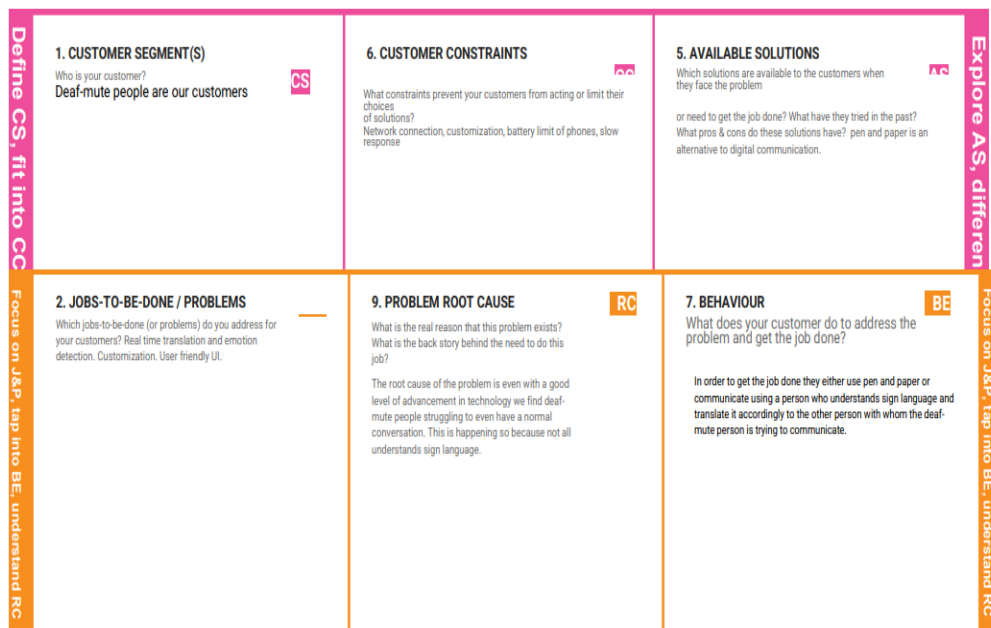 Define CS, fit into CC
1. CUSTOMER SEGMENT(S)
Who is your customer?
Deaf-mute people are our customers
CS
6. CUSTOMER CONSTRAINTS
What constraints prevent your customers from acting or limit their
choices
of solutions?
Network connection, customization, battery limit of phones, slow
response
5. AVAILABLE SOLUTIONS
AS
Which solutions are available to the customers when
they face the problem
or need to get the job done? What have they tried in the past?
What pros & cons do these solutions have? pen and paper is an
alternative to digital communication.
Explore AS, differen
Focus on J&P, tap into BE, understand RC
2. JOBS-TO-BE-DONE / PROBLEMS
Which jobs-to-be-done (or problems) do you address for
your customers? Real time translation and emotion
detection. Customization. User friendly UI.
9. PROBLEM ROOT CAUSE
RC
What is the real reason that this problem exists?
What is the back story behind the need to do this
job?
The root cause of the problem is even with a good
level of advancement in technology we find deaf-
mute people struggling to even have a normal
conversation. This is happening so because not all
understands sign language.
7. BEHAVIOUR
BE
What does your customer do to address the
problem and get the job done?
In order to get the job done they either use pen and paper or
communicate using a person who understands sign language and
translate it accordingly to the other person with whom the deaf-
mute person is trying to communicate.
Focus on J&P, tap into BE, understand RC